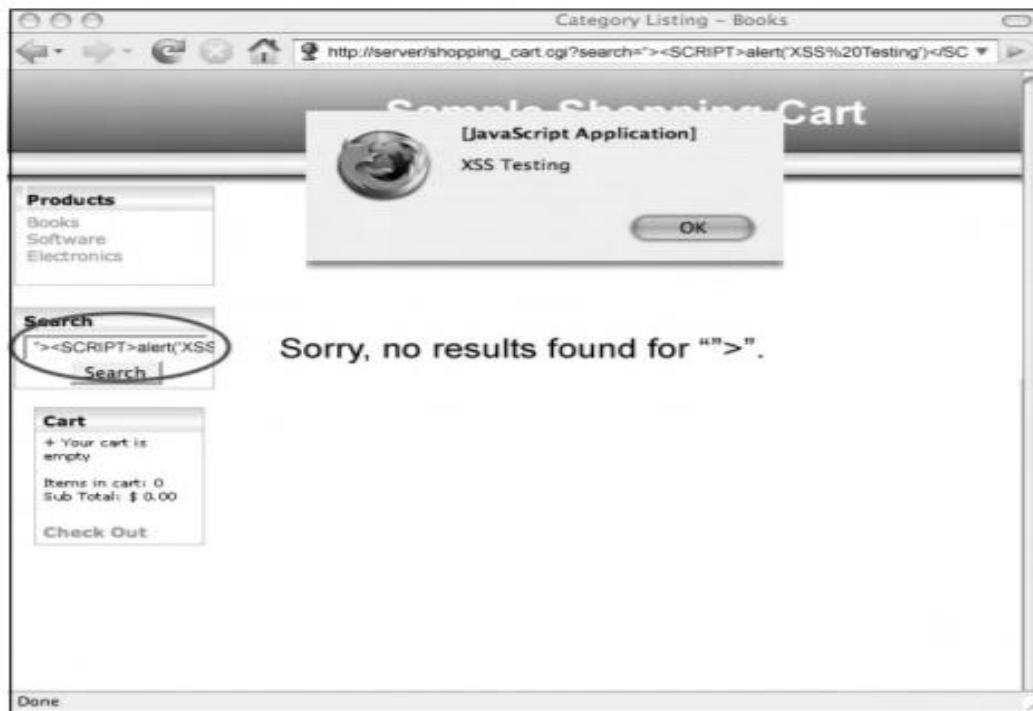 Category Listing – Books
http://server/shopping_cart.cgi?search="><SCRIPT>alert('XSS%20Testing')</SC
Sample Shopping Cart
[JavaScript Application]
XSS Testing
OK
Products
Books
Software
Electronics
Search
"><SCRIPT>alert('XSS
Search
Sorry, no results found for “”>”.
Cart
+ Your cart is
empty
Items in cart: 0
Sub Total: $ 0.00
Check Out
Done